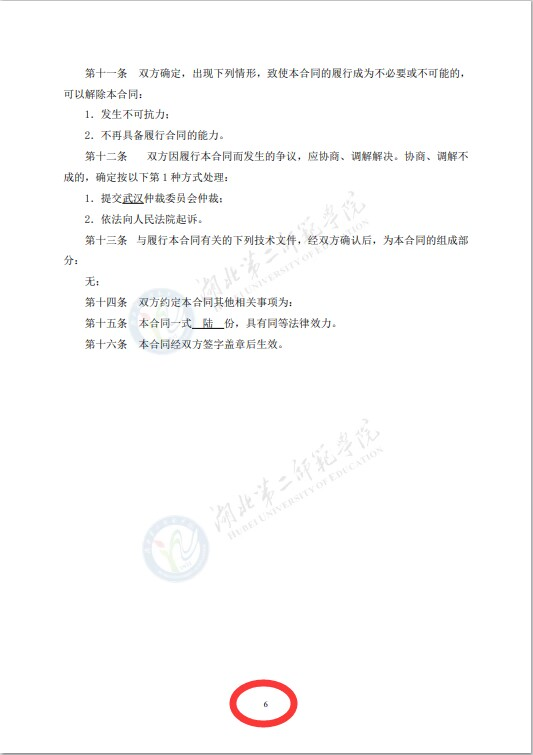 第十一条 双方确定，出现下列情形，致使本合同的履行成为不必要或不可能的，
可以解除本合同：
1．发生不可抗力；
2．不再具备履行合同的能力。
第十二条 双方因履行本合同而发生的争议，应协商、调解解决。协商、调解不
成的，确定按以下第 1 种方式处理：
1．提交武汉仲裁委员会仲裁；
2．依法向人民法院起诉。
第十三条 与履行本合同有关的下列技术文件，经双方确认后，为本合同的组成部
分：
无；
第十四条 双方约定本合同其他相关事项为：
第十五条 本合同一式 陆 份，具有同等法律效力。
第十六条 本合同经双方签字盖章后生效。
湖北第二师范学院
HUBEI UNIVERSITY OF EDUCATION
湖北第二师范学院
HUBEI UNIVERSITY OF EDUCATION
6